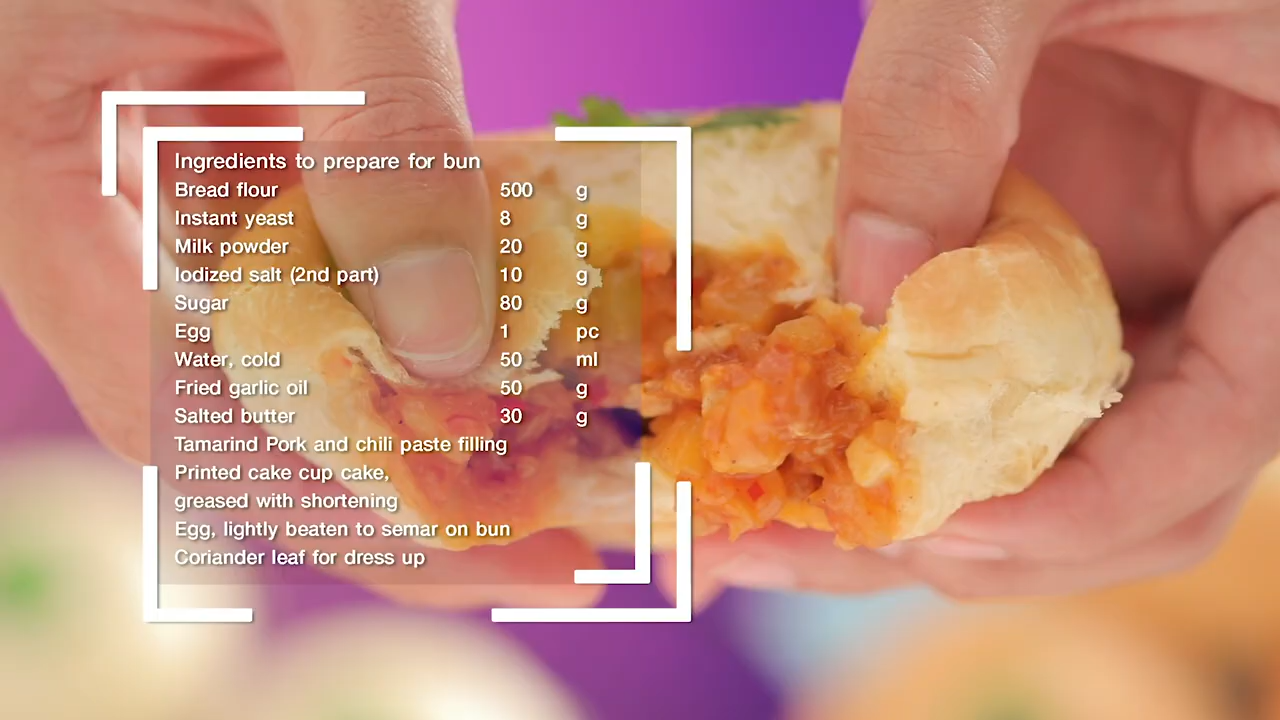 Ingredients to prepare for bun
Bread flour 500 g
Instant yeast 8 g
Milk powder 20 g
Iodized salt (2nd part) 10 g
Sugar 80 g
Egg 1 pc
Water, cold 50 ml
Fried garlic oil 50 g
Salted butter 30 g
Tamarind Pork and chili paste filling
Printed cake cup cake,
greased with shortening
Egg, lightly beaten to semar on bun
Coriander leaf for dress up